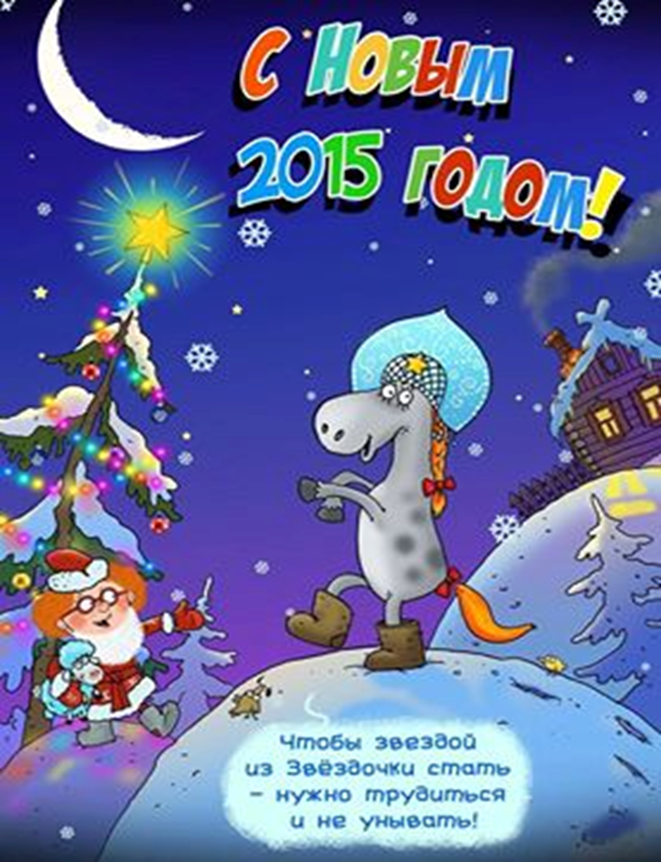 С Новым
2015 годом!
Чтобы звездой
из Звёздочки стать
- нужно трудиться
и не унывать!